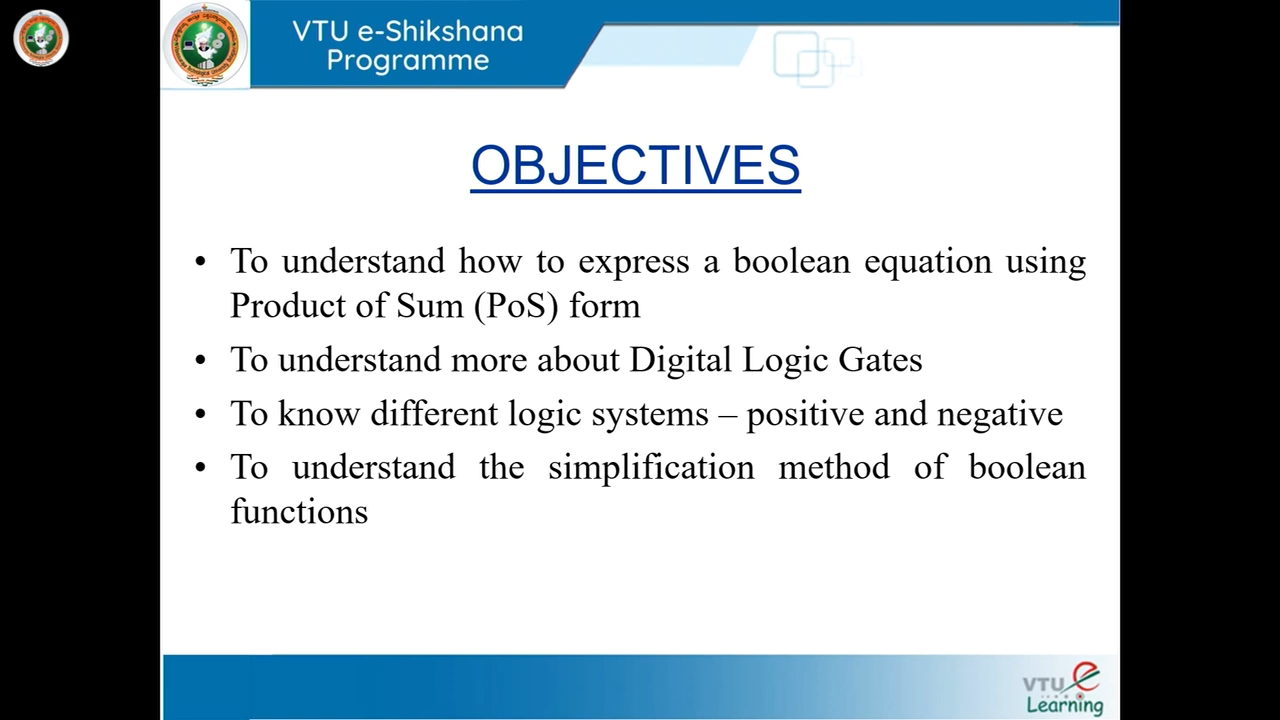 VTU e-Shikshana
Programme
OBJECTIVES
• To understand how to express a boolean equation using
Product of Sum (PoS) form
• To understand more about Digital Logic Gates
• To know different logic systems – positive and negative
• To understand the simplification method of boolean
functions
VTU e
Learning